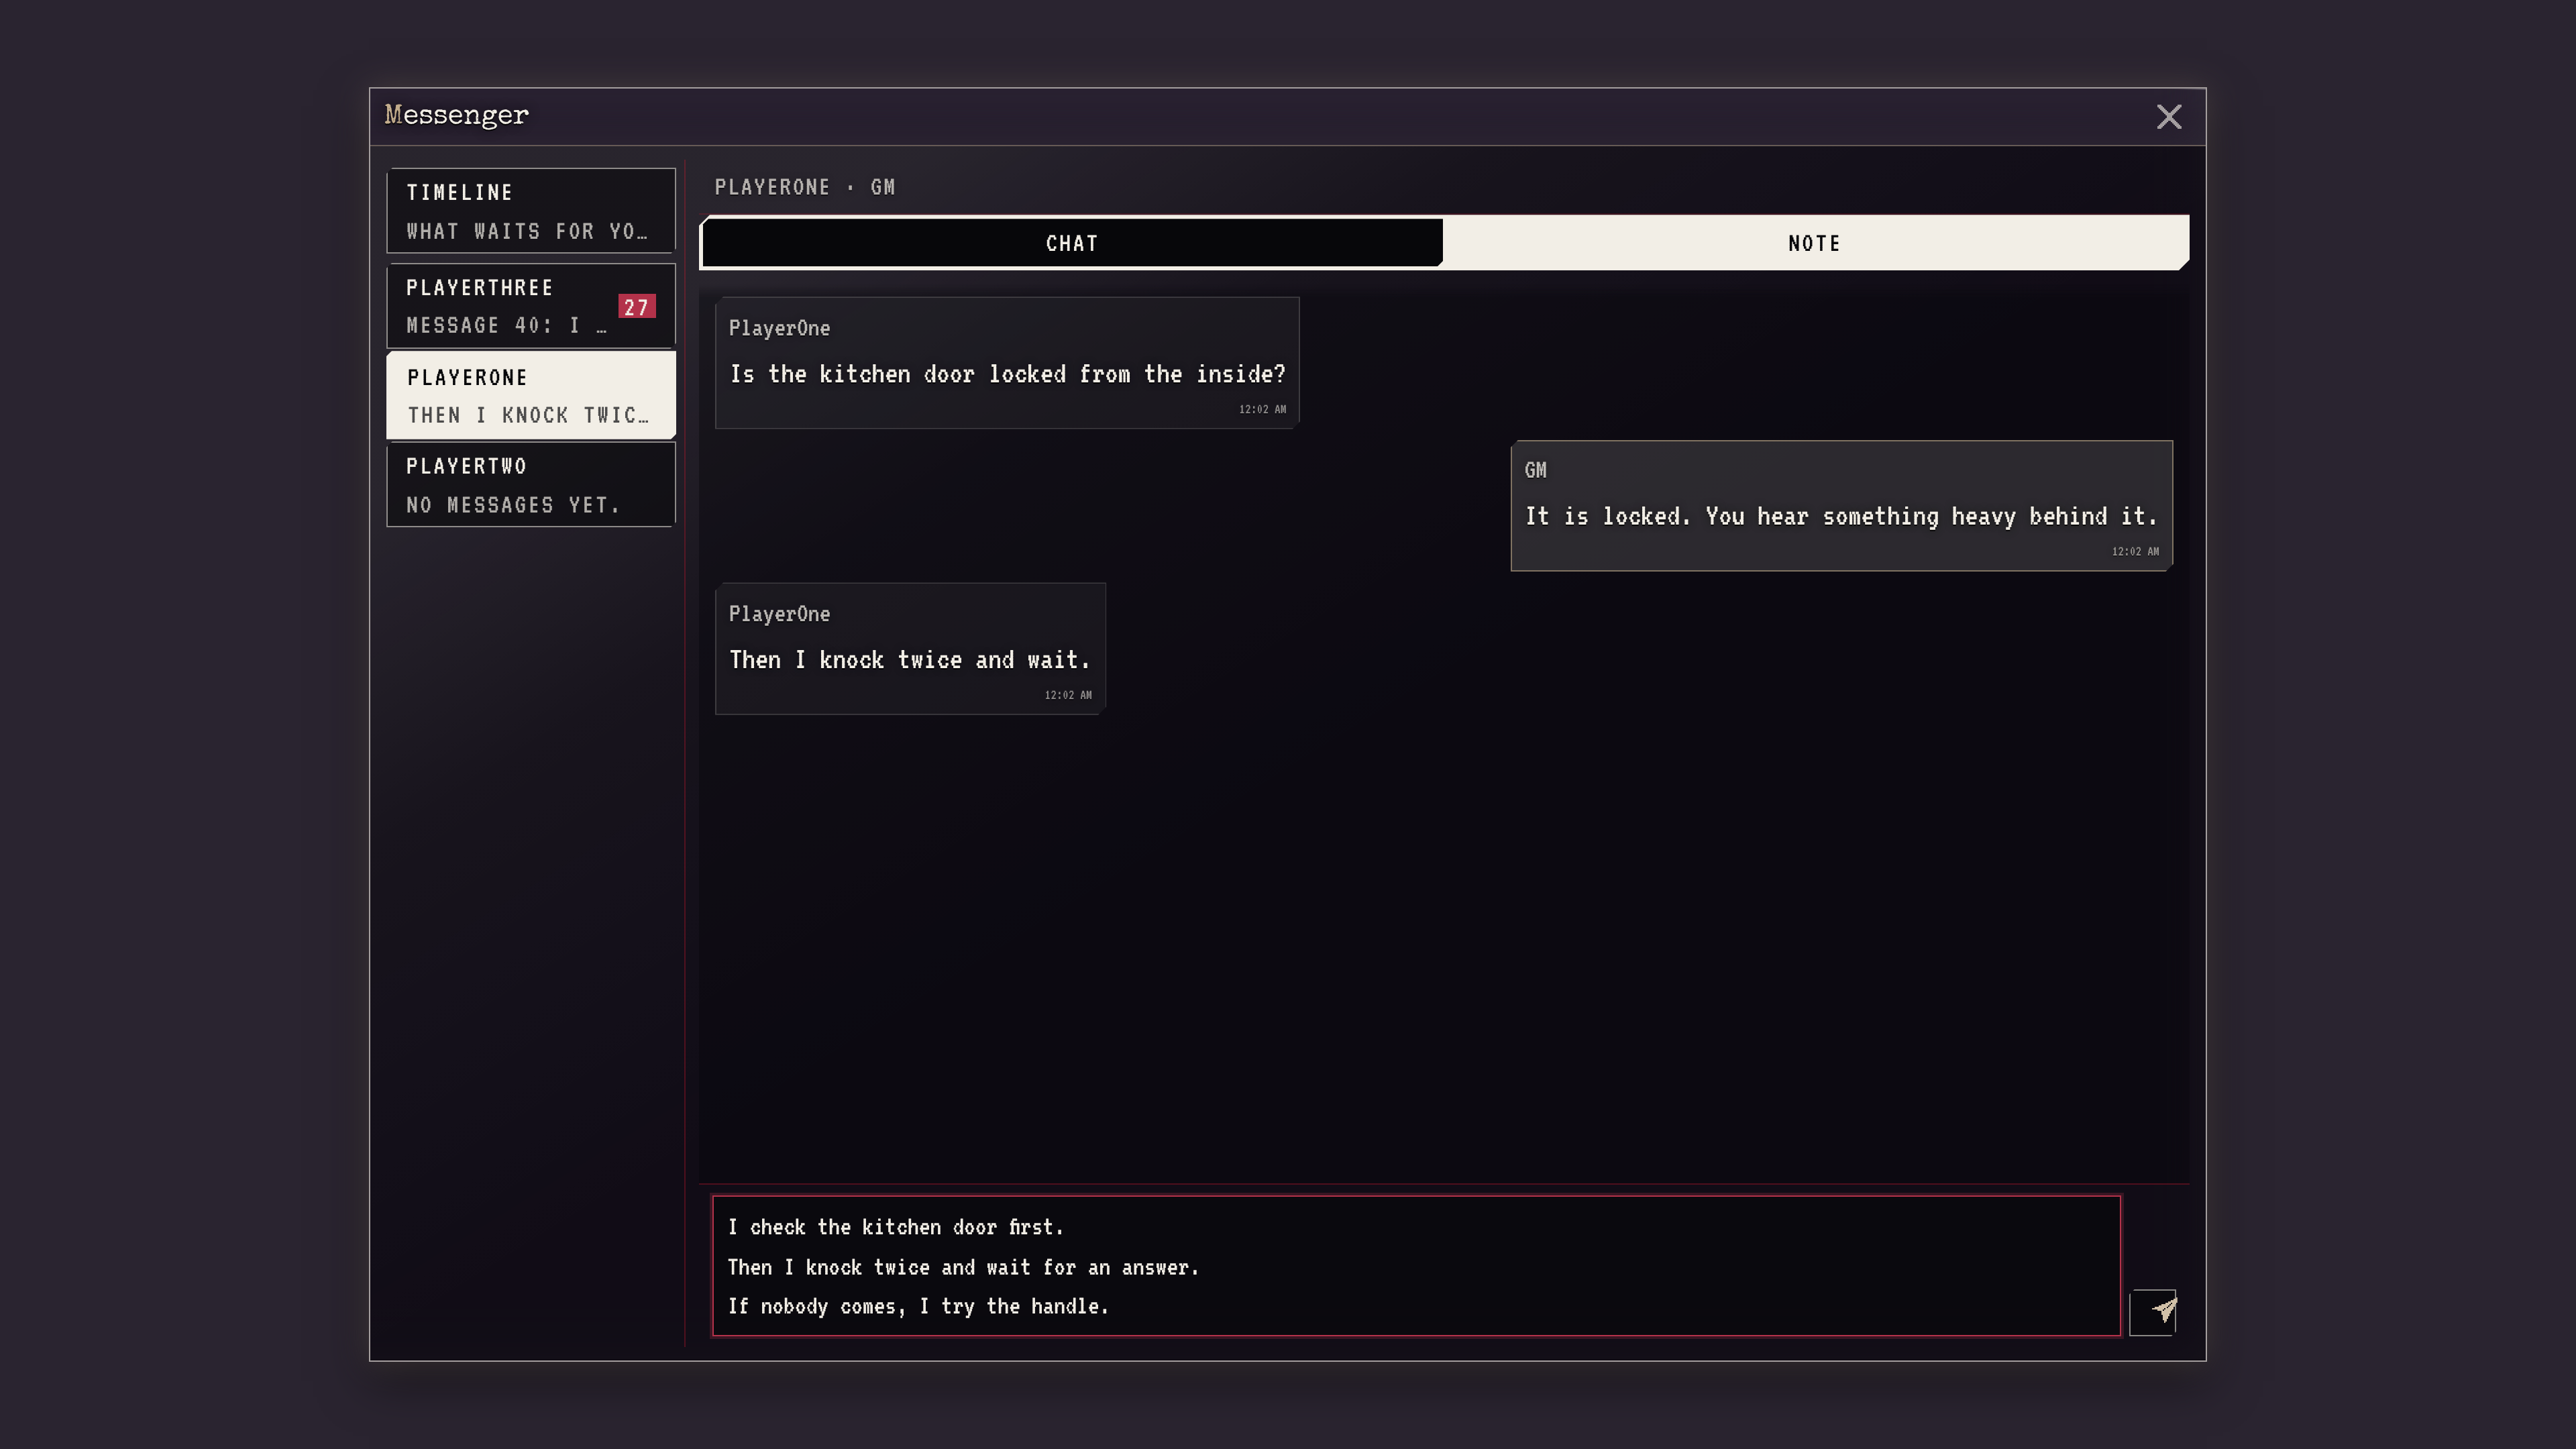 Messenger
TIMELINE
WHAT WAITS FOR YO…
PLAYERTHREE
MESSAGE 40: I …
27
PLAYERONE
THEN I KNOCK TWIC…
PLAYERTWO
NO MESSAGES YET.
PLAYERONE · GM
CHAT
NOTE
PlayerOne
Is the kitchen door locked from the inside?
12:02 AM
GM
It is locked. You hear something heavy behind it.
12:02 AM
PlayerOne
Then I knock twice and wait.
12:02 AM
I check the kitchen door first.
Then I knock twice and wait for an answer.
If nobody comes, I try the handle.